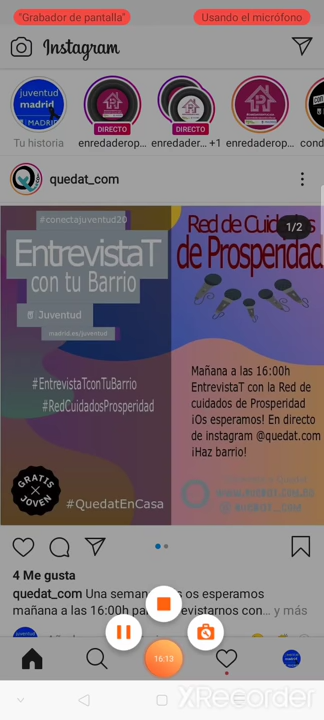 "Grabador de pantalla"
Usando el micrófono
Instagram
juventud
madrid
MADRID
DIRECTO
DIRECTO
Tu historia
enredaderop...
enredader... +1
enredaderop...
cond
quedat_com
#conectajuventud20
EntrevistaT
con tu Barrio
Juventud
madrid.es/juventud
#EntrevistaTconTuBarrio
#RedCuidadosProsperidad
GRATIS
X
JOVEN
#QuedatEnCasa
1/2
Red de Cuidados
de Prosperidad
Mañana a las 16:00h
EntrevistaT con la Red de
cuidados de Prosperidad
¡Os esperamos! En directo
de instagram @quedat.com
¡Haz barrio!
4 Me gusta
quedat_com Una semana
os esperamos
mañana a las 16:00h
revistarnos con... y más
16:13
XRecorder